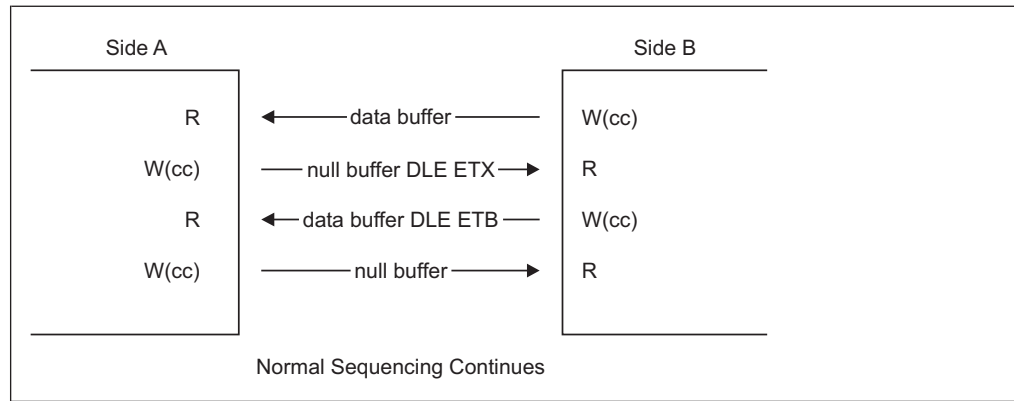 Side A Side B
R data buffer W(cc)
W(cc) null buffer DLE ETX R
R data buffer DLE ETB W(cc)
W(cc) null buffer R
Normal Sequencing Continues